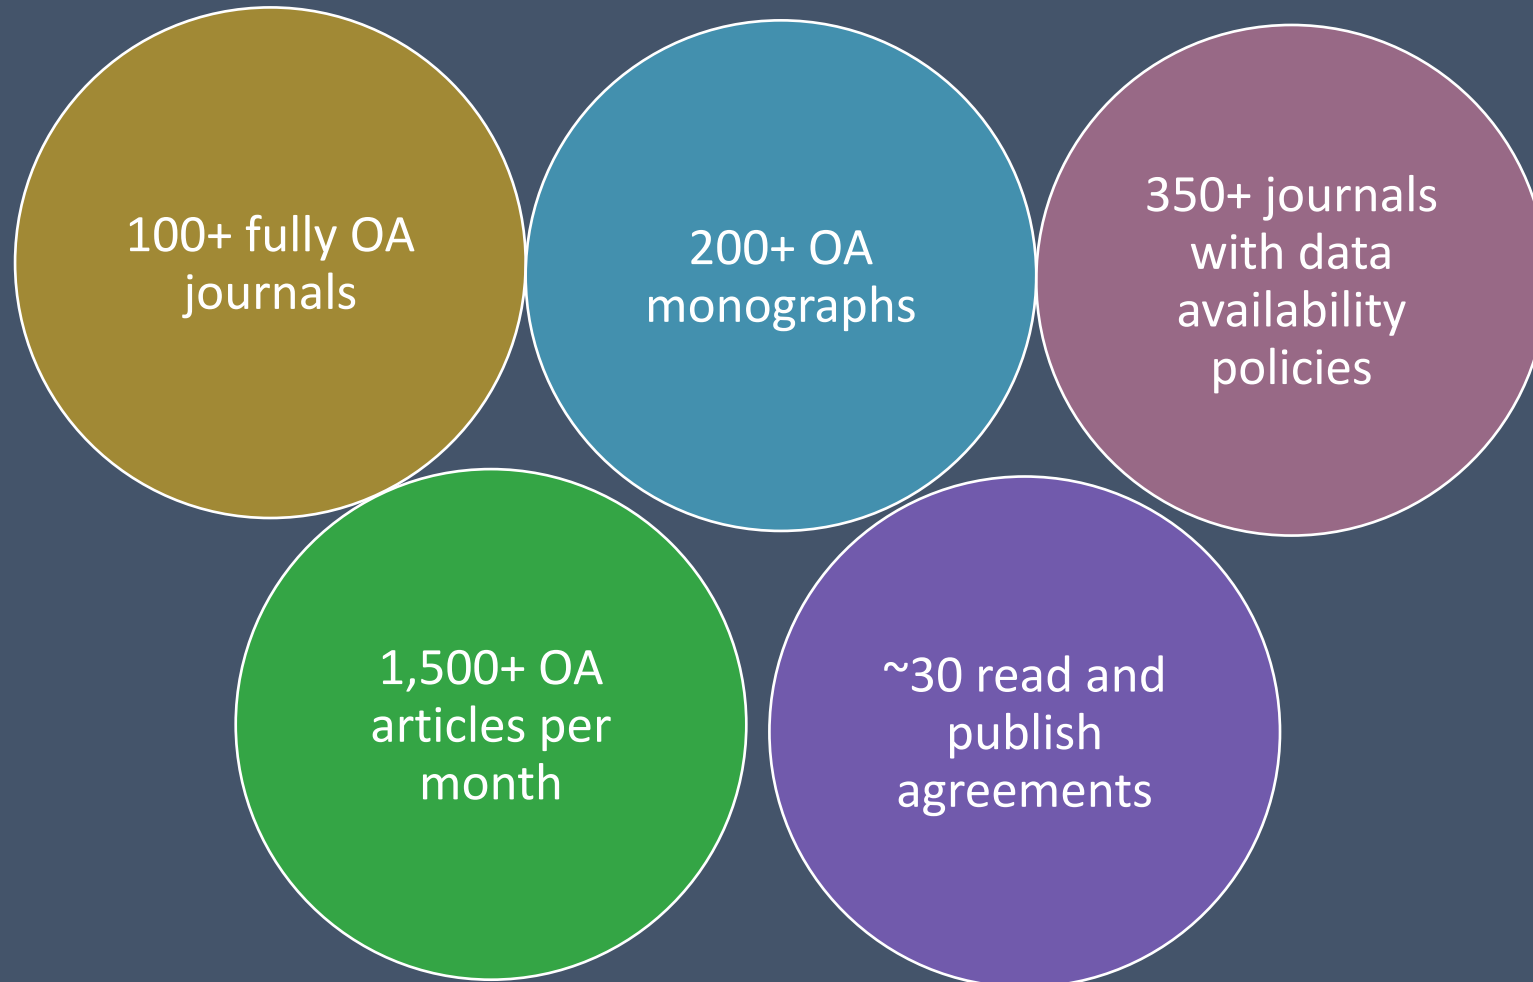 100+ fully OA
journals
200+ OA
monographs
350+ journals
with data
availability
policies
1,500+ OA
articles per
month
~30 read and
publish
agreements